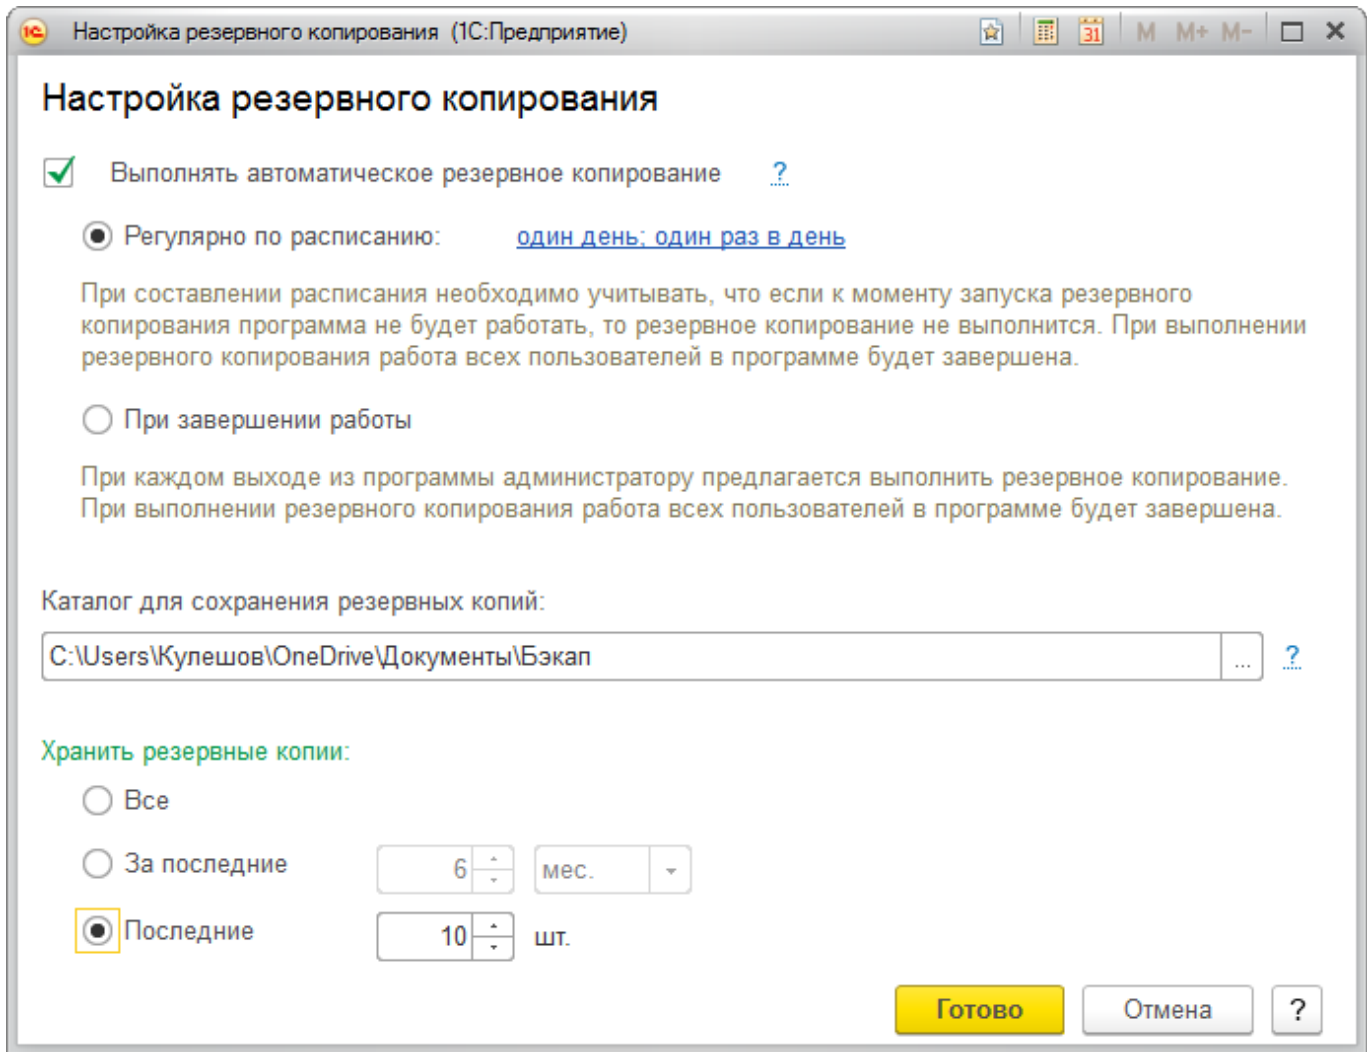 1С Настройка резервного копирования (1С:Предприятие) 31 M M+ M-
Настройка резервного копирования
Выполнять автоматическое резервное копирование ?
Регулярно по расписанию: один день; один раз в день
При составлении расписания необходимо учитывать, что если к моменту запуска резервного
копирования программа не будет работать, то резервное копирование не выполнится. При выполнении
резервного копирования работа всех пользователей в программе будет завершена.
При завершении работы
При каждом выходе из программы администратору предлагается выполнить резервное копирование.
При выполнении резервного копирования работа всех пользователей в программе будет завершена.
Каталог для сохранения резервных копий:
C:\Users\Кулешов\OneDrive\Документы\Бэкап ... ?
Хранить резервные копии:
Все
За последние 6 мес.
Последние 10 шт.
Готово Отмена ?